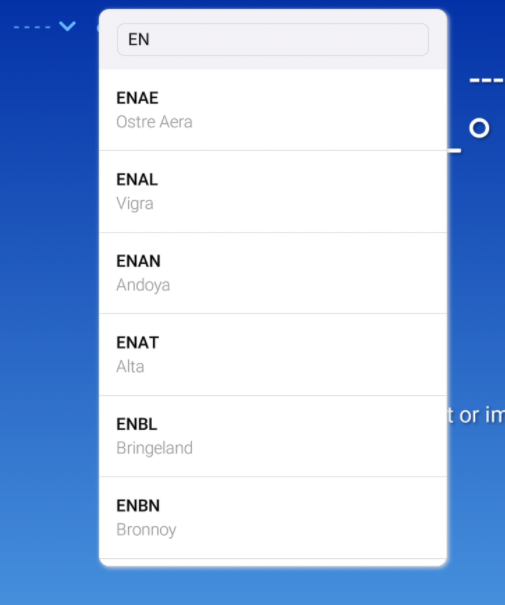 ----
EN
ENAE
Ostre Aera
ENAL
Vigra
ENAN
Andoya
ENAT
Alta
ENBL
Bringeland
ENBN
Bronnoy
---
_°
t or im